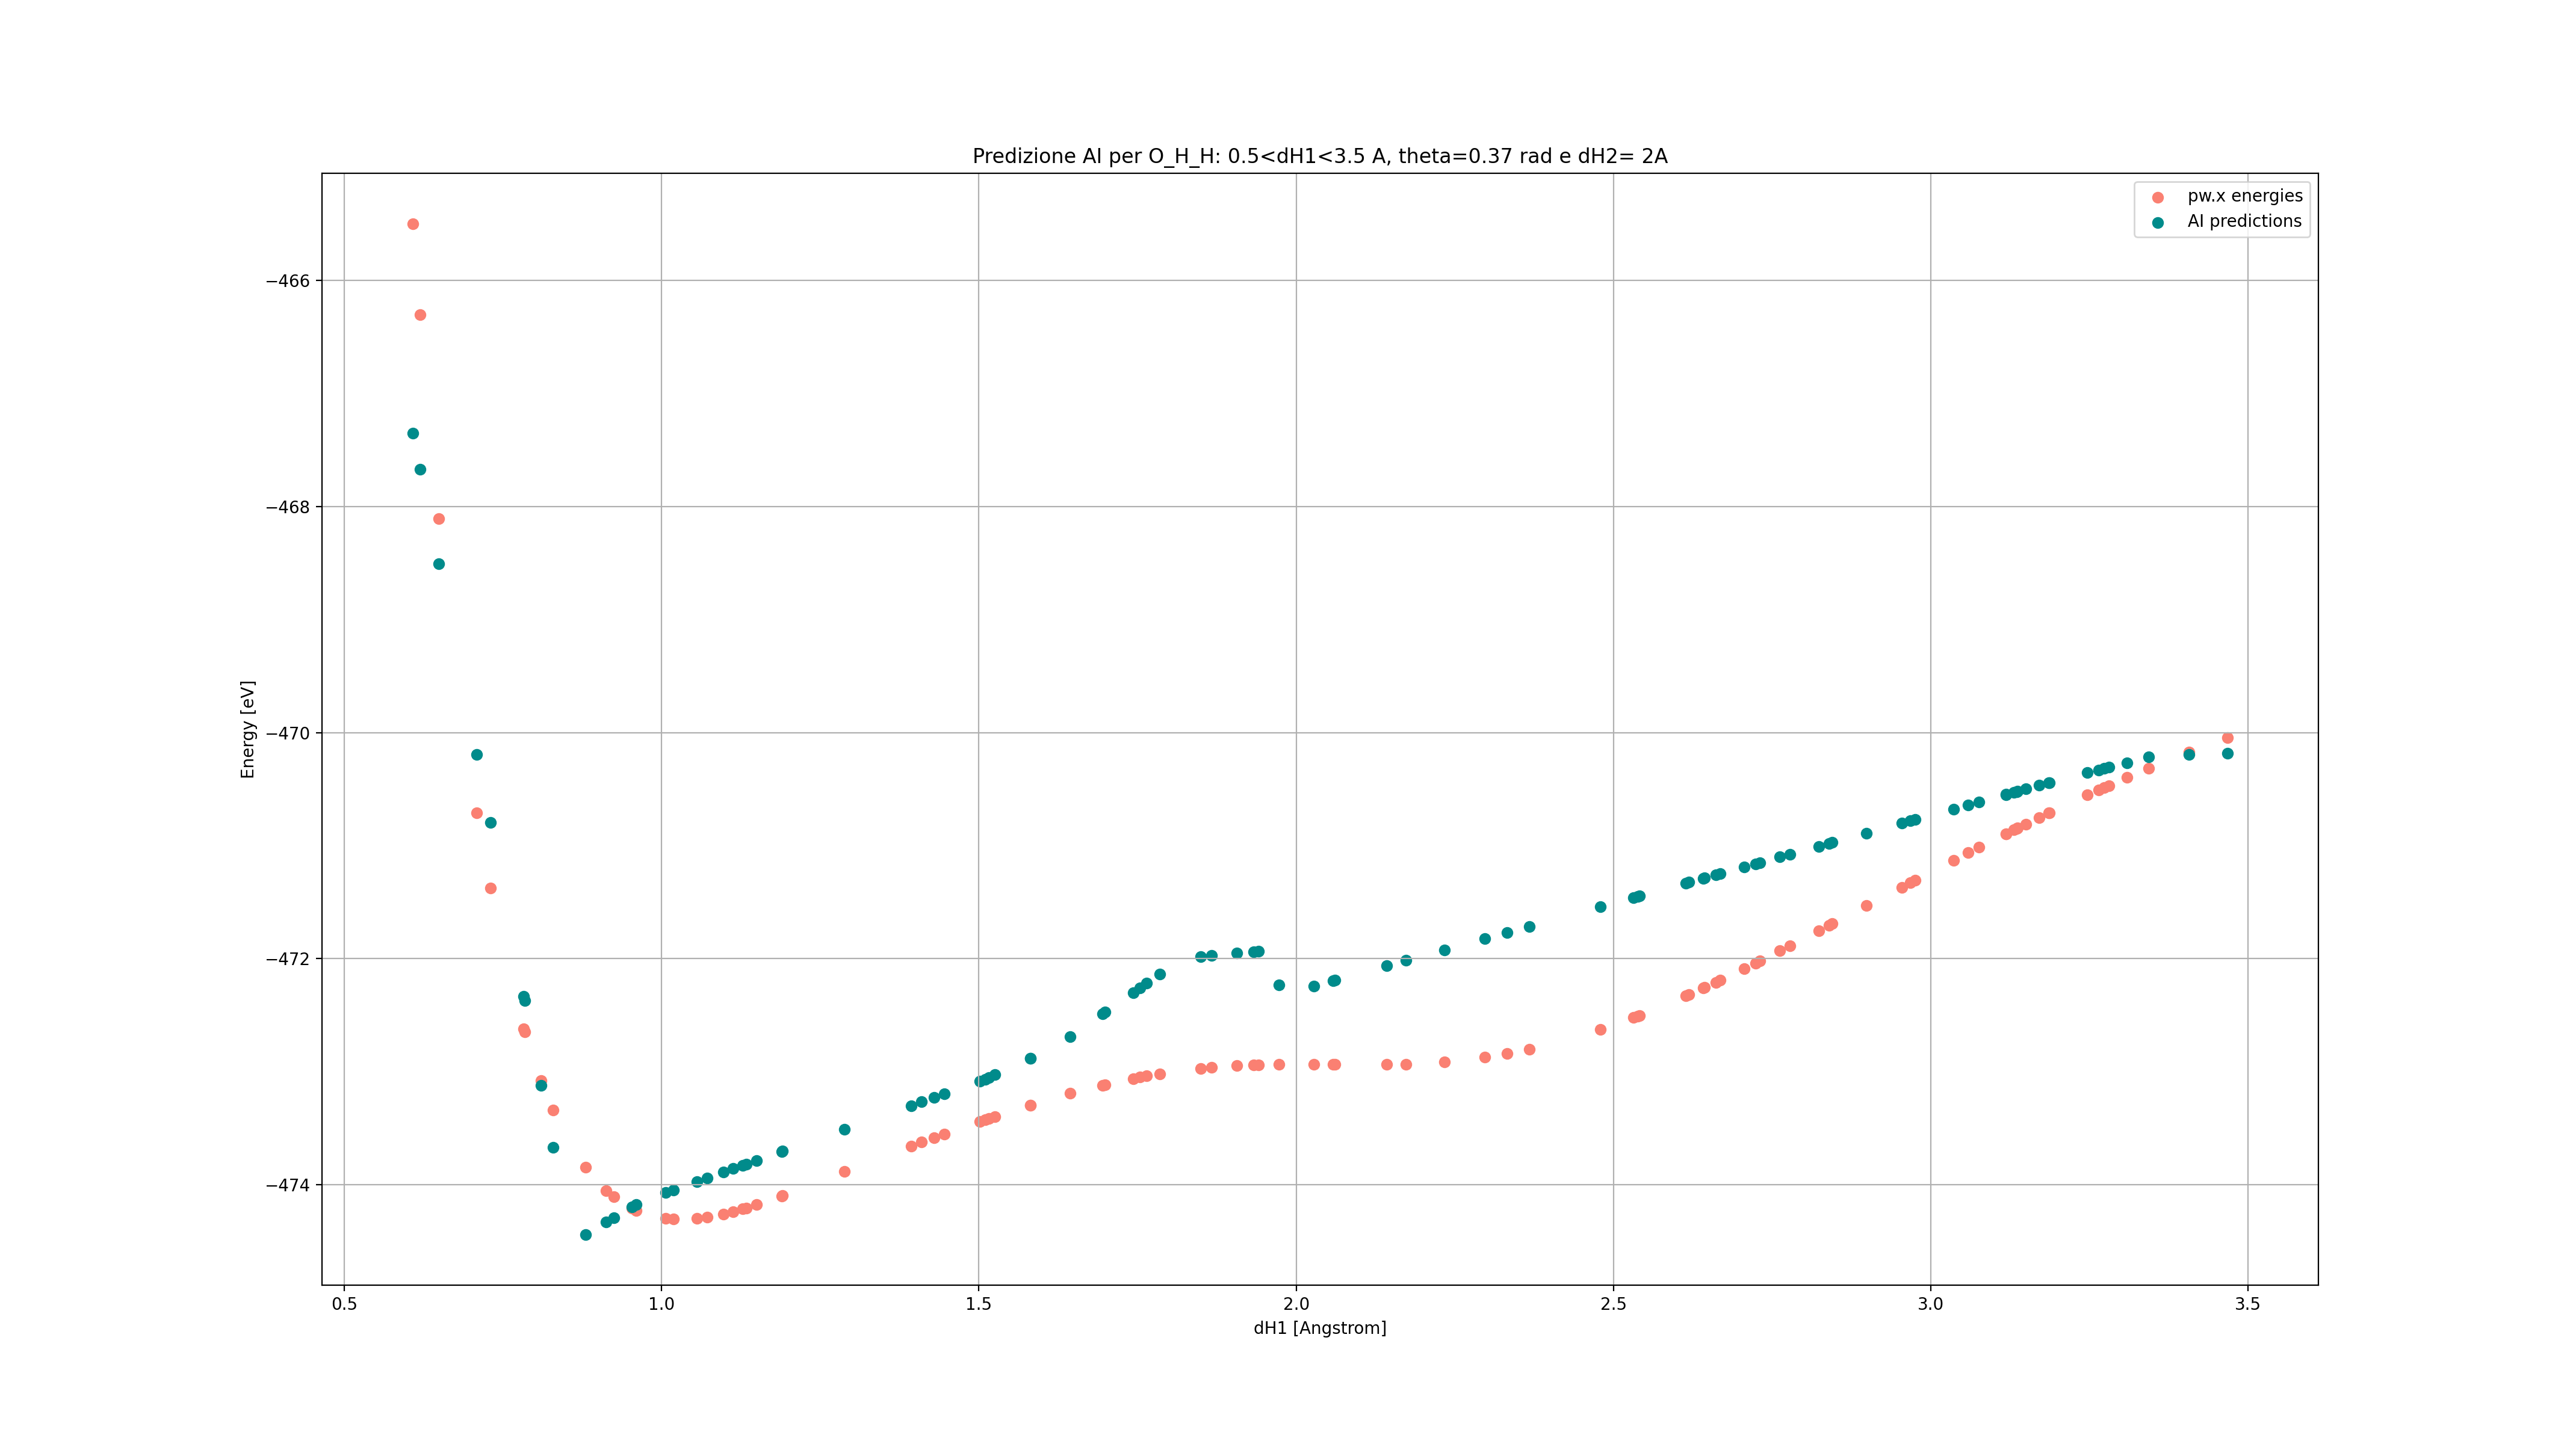 Predizione AI per O_H_H: 0.5<dH1<3.5 A, theta=0.37 rad e dH2= 2A
pw.x energies
AI predictions
−466
−468
−470
−472
−474
Energy [eV]
0.5 1.0 1.5 2.0 2.5 3.0 3.5
dH1 [Angstrom]